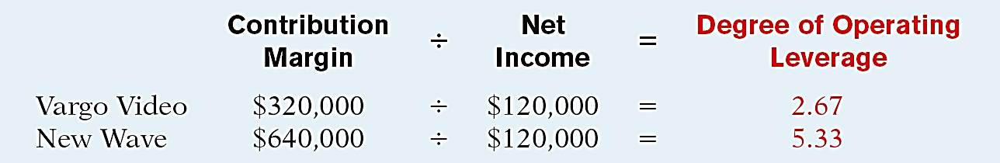 Contribution Margin ÷ Net Income = Degree of Operating Leverage
Vargo Video $320,000 ÷ $120,000 = 2.67
New Wave $640,000 ÷ $120,000 = 5.33